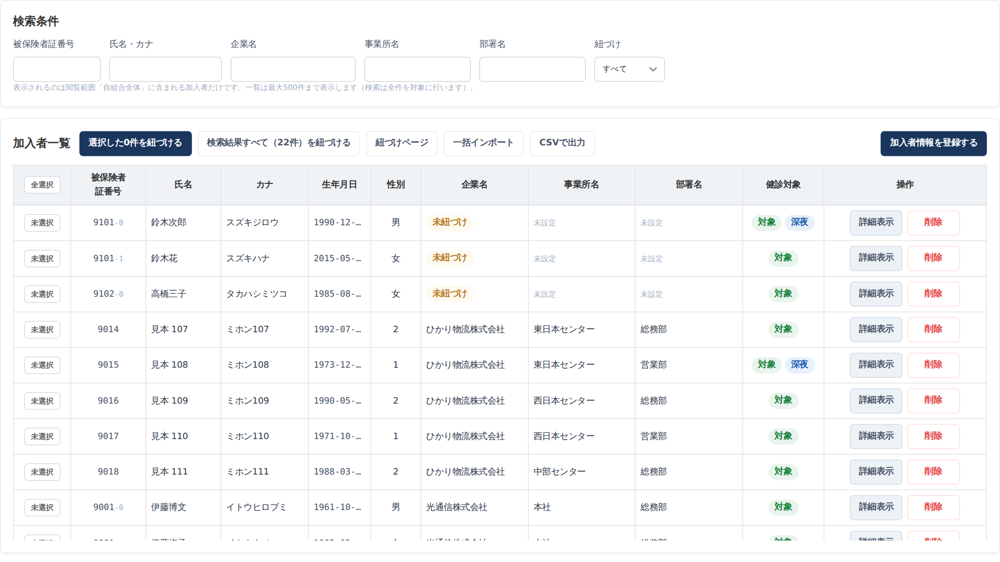 検索条件
被保険者証番号 氏名・カナ 企業名 事業所名 部署名 紐づけ
すべて
表示されるのは閲覧範囲「自組合全体」に含まれる加入者だけです。一覧は最大500件まで表示します（検索は全件を対象に行います）。
加入者一覧 選択した0件を紐づける 検索結果すべて（22件）を紐づける 紐づけページ 一括インポート CSVで出力 加入者情報を登録する
全選択 被保険者証番号 氏名 カナ 生年月日 性別 企業名 事業所名 部署名 健診対象 操作
未選択 9101-0 鈴木次郎 スズキジロウ 1990-12-… 男 未紐づけ 未設定 未設定 対象 深夜 詳細表示 削除
未選択 9101-1 鈴木花 スズキハナ 2015-05-… 女 未紐づけ 未設定 未設定 対象 詳細表示 削除
未選択 9102-0 高橋三子 タカハシミツコ 1985-08-… 女 未紐づけ 未設定 未設定 対象 詳細表示 削除
未選択 9014 見本 107 ミホン107 1992-07-… 2 ひかり物流株式会社 東日本センター 総務部 対象 詳細表示 削除
未選択 9015 見本 108 ミホン108 1973-12-… 1 ひかり物流株式会社 東日本センター 営業部 対象 深夜 詳細表示 削除
未選択 9016 見本 109 ミホン109 1990-05-… 2 ひかり物流株式会社 西日本センター 総務部 対象 詳細表示 削除
未選択 9017 見本 110 ミホン110 1971-10-… 1 ひかり物流株式会社 西日本センター 営業部 対象 詳細表示 削除
未選択 9018 見本 111 ミホン111 1988-03-… 2 ひかり物流株式会社 中部センター 総務部 対象 詳細表示 削除
未選択 9001-0 伊藤博文 イトウヒロブミ 1961-10-… 男 光通信株式会社 本社 総務部 対象 詳細表示 削除
対象 詳細表示 削除